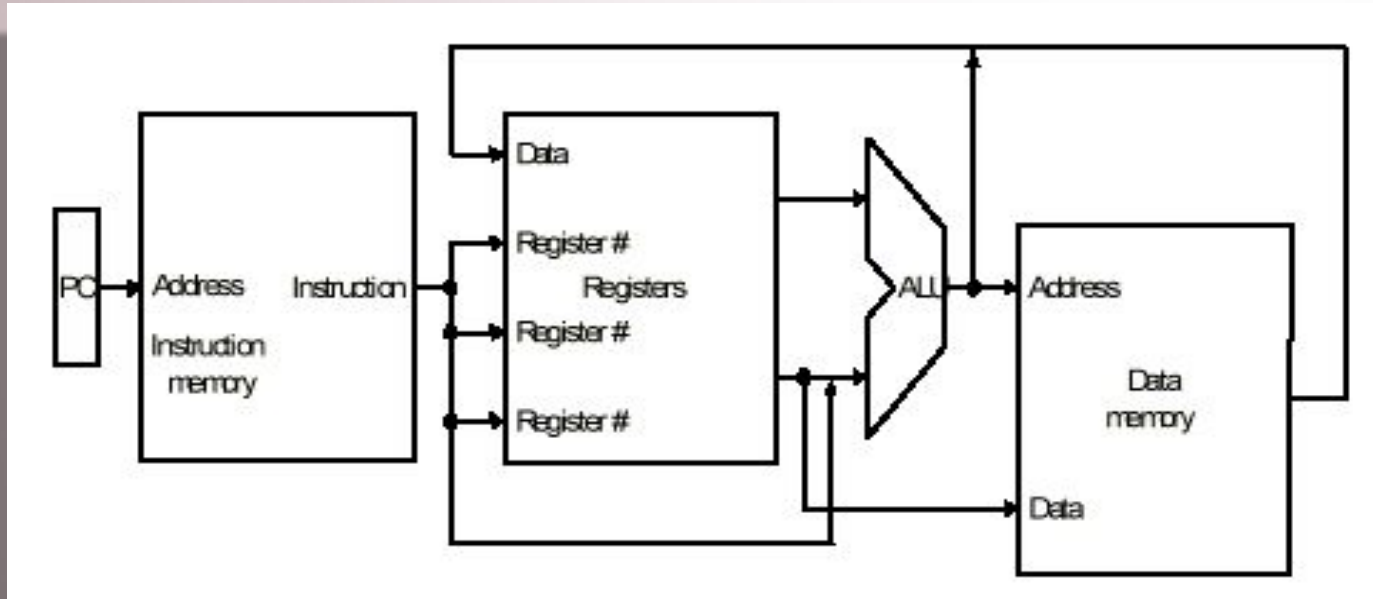 PC
Address
Instruction
Instruction
memory
Data
Register #
Registers
Register #
Register #
ALU
Address
Data
memory
Data